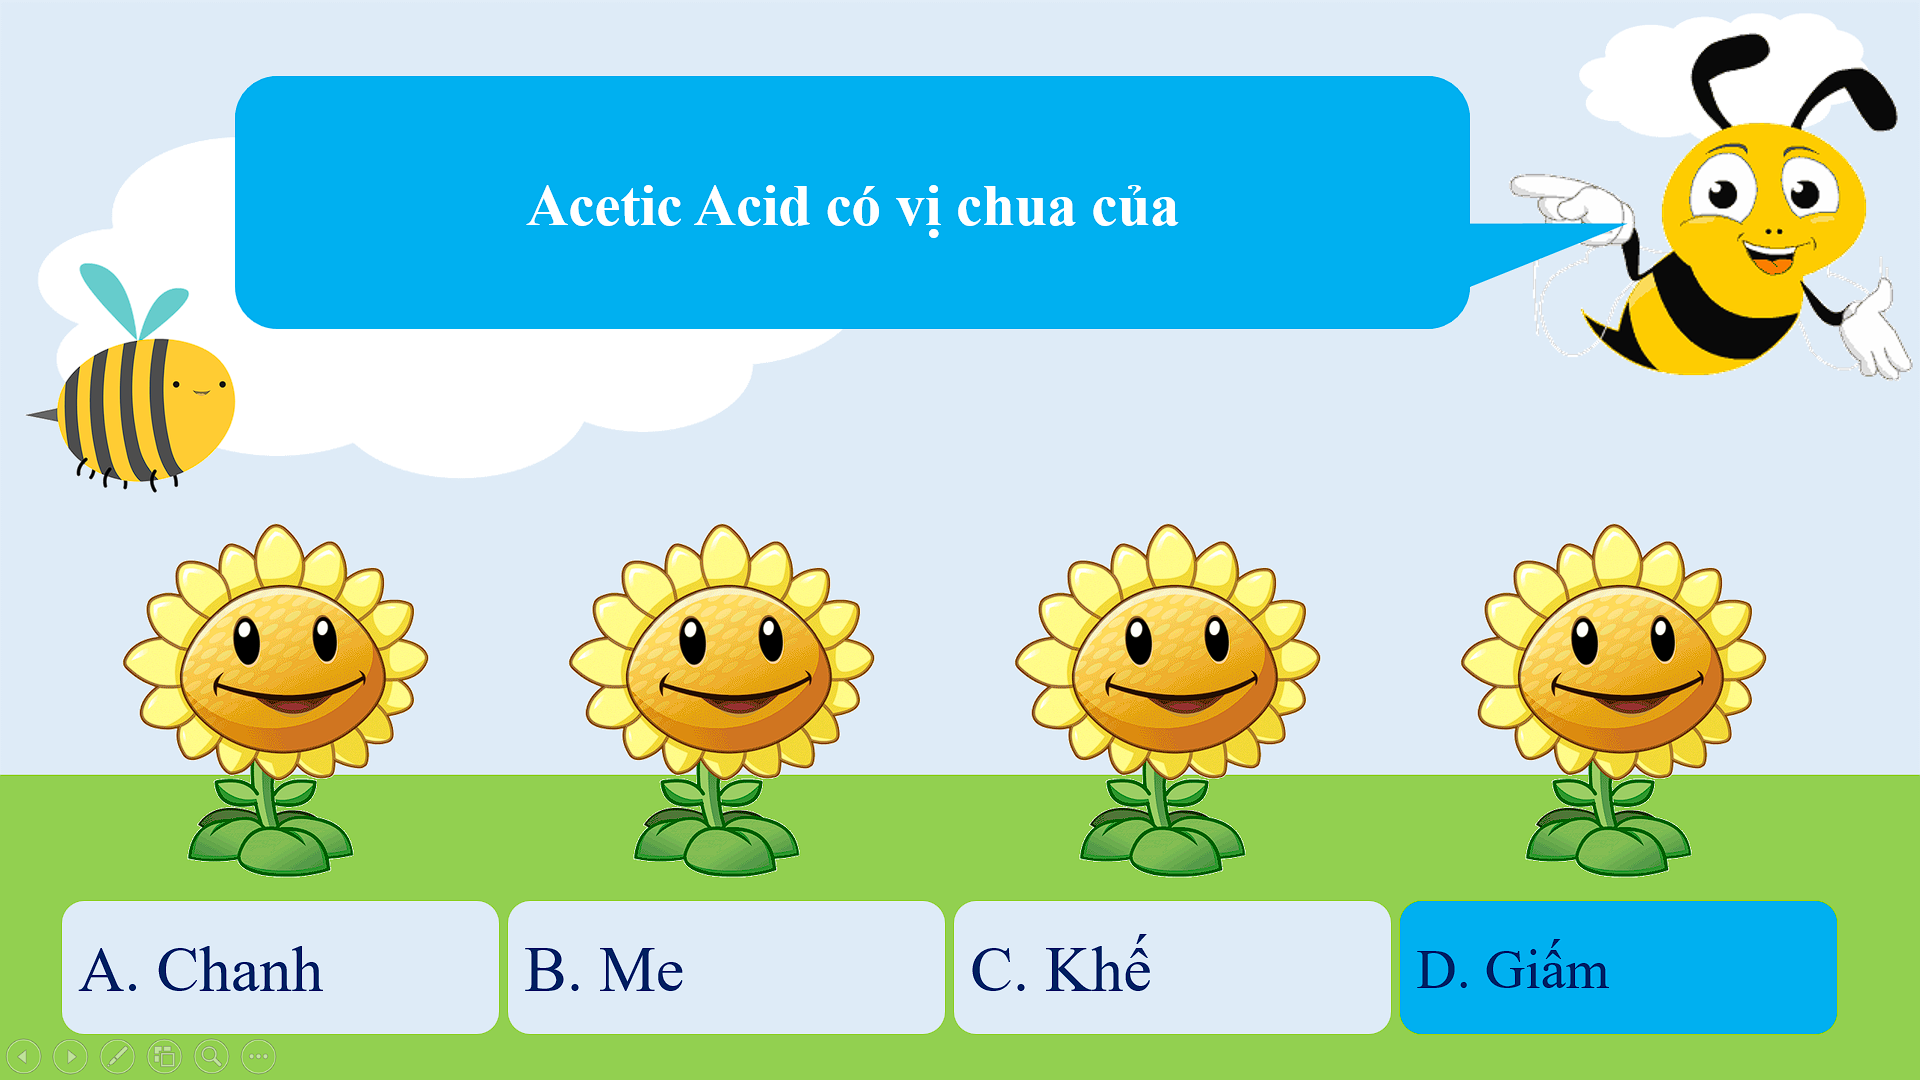 Acetic Acid có vị chua của
A. Chanh
B. Me
C. Khế
D. Giấm